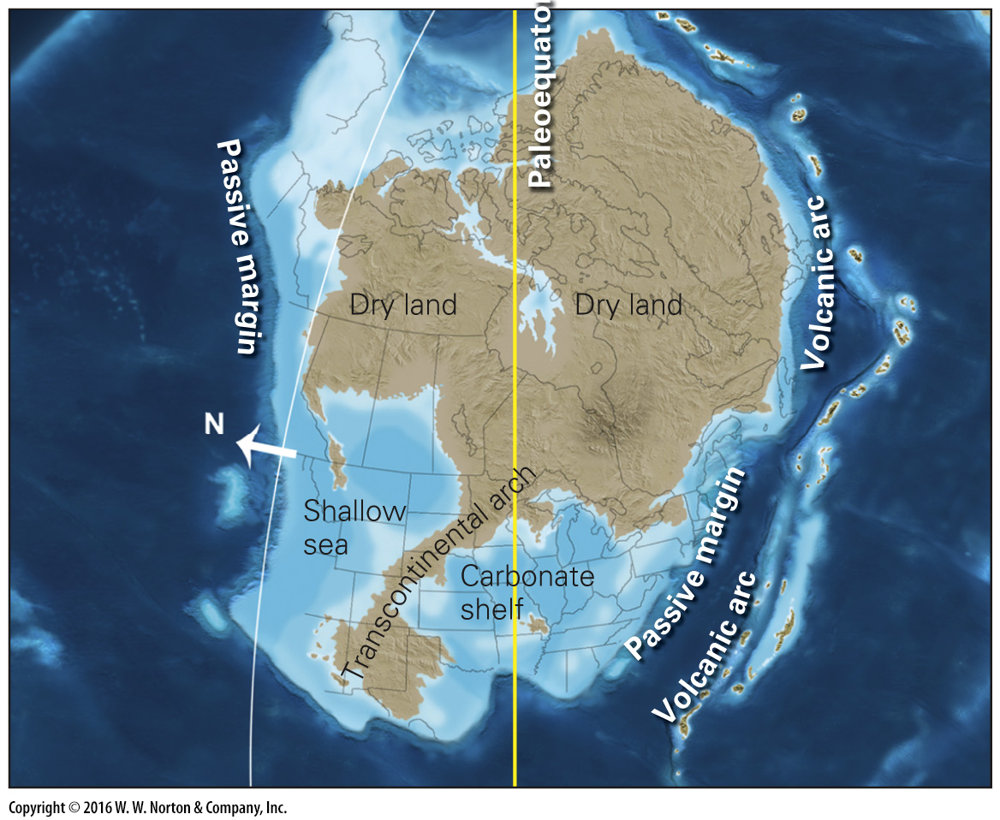 Paleoequator
Passive margin
Volcanic arc
Dry land
Dry land
N
Shallow
sea
Transcontinental arch
Carbonate
shelf
Passive margin
Volcanic arc
Copyright © 2016 W. W. Norton & Company, Inc.